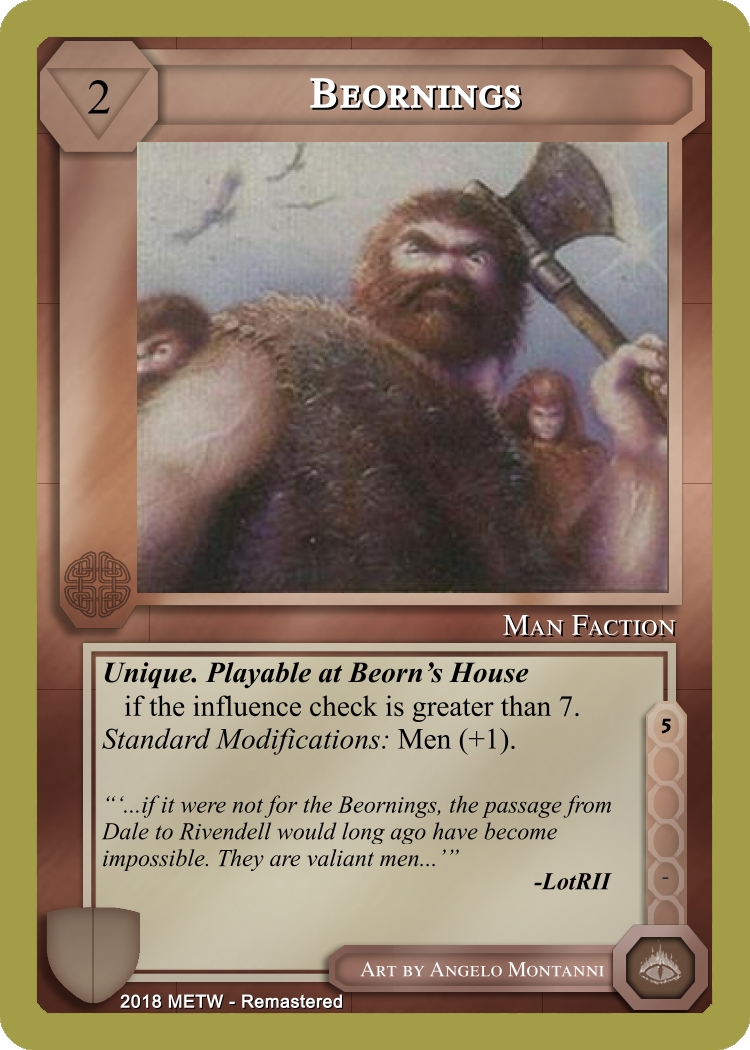 2
BEORNINGS
MAN FACTION
Unique. Playable at Beorn's House
if the influence check is greater than 7.
Standard Modifications: Men (+1).
5
“‘...if it were not for the Beornings, the passage from
Dale to Rivendell would long ago have become
impossible. They are valiant men...’”
-
-LotRII
ART BY ANGELO MONTANNI
2018 METW - Remastered